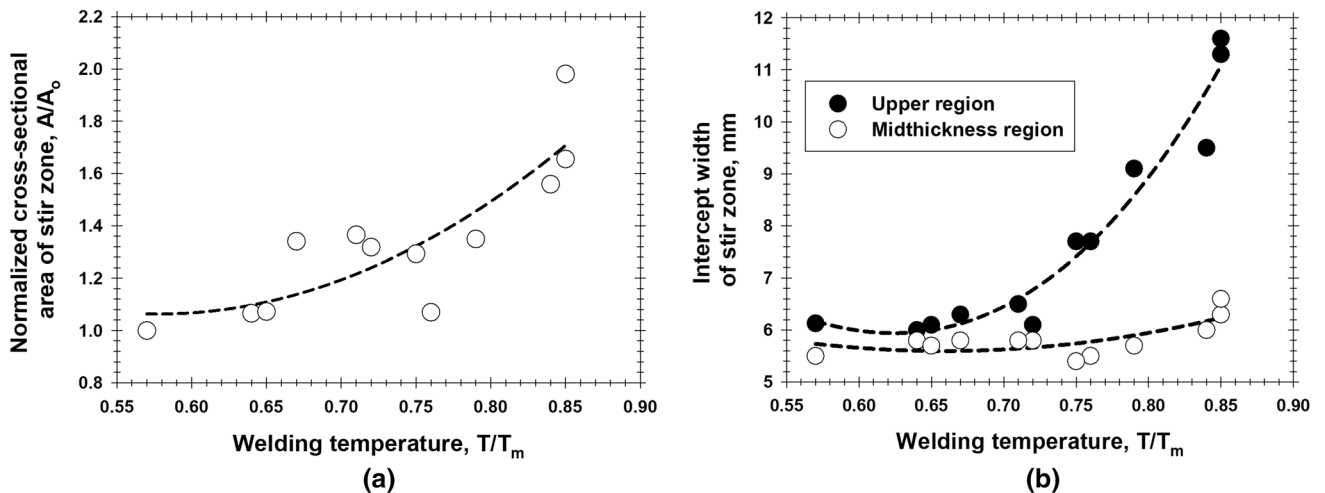 Normalized cross-sectional
area of stir zone, A/Ao
2.2
2.0
1.8
1.6
1.4
1.2
1.0
0.8
0.55 0.60 0.65 0.70 0.75 0.80 0.85 0.90
Welding temperature, T/Tm
(a)
Intercept width
of stir zone, mm
12
11
10
9
8
7
6
5
Upper region
Midthickness region
0.55 0.60 0.65 0.70 0.75 0.80 0.85 0.90
Welding temperature, T/Tm
(b)